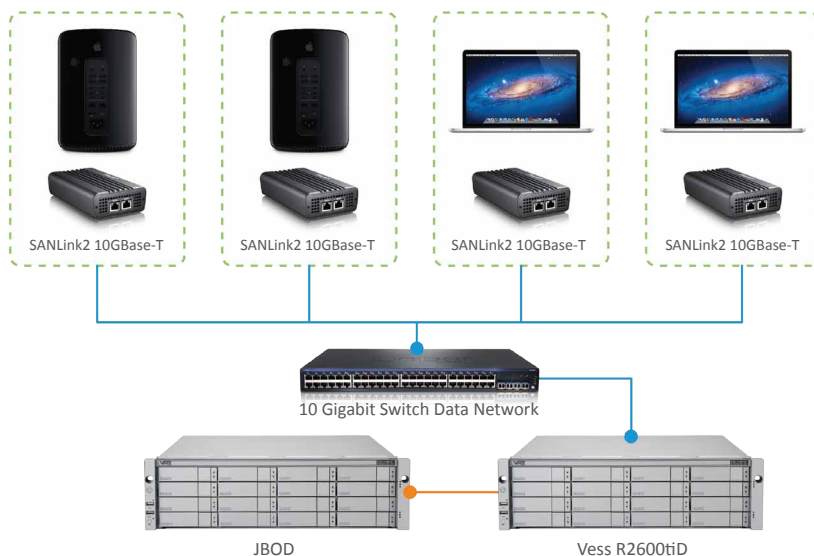 SANLink2 10GBase-T
SANLink2 10GBase-T
SANLink2 10GBase-T
SANLink2 10GBase-T
10 Gigabit Switch Data Network
JBOD
Vess R2600tiD